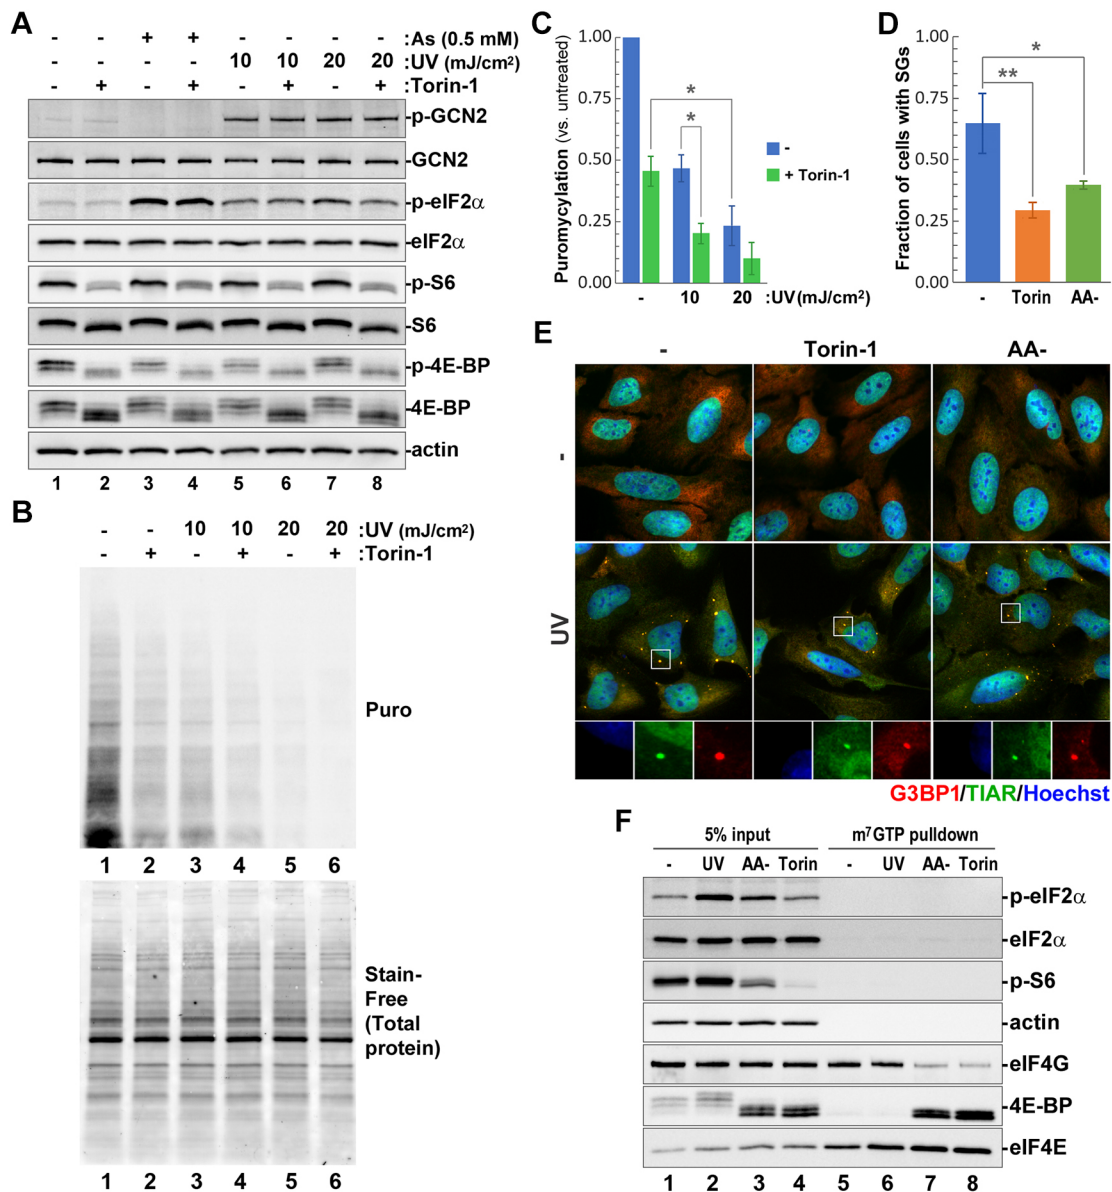 A
- - + + - - - - :As (0.5 mM)
- - - - 10 10 20 20 :UV (mJ/cm²)
- + - + - + - + :Torin-1
p-GCN2
GCN2
p-eIF2α
eIF2α
p-S6
S6
p-4E-BP
4E-BP
actin
1 2 3 4 5 6 7 8
B
- - 10 10 20 20 :UV (mJ/cm²)
- + - + - + :Torin-1
Puro
1 2 3 4 5 6
Stain-
Free
(Total
protein)
1 2 3 4 5 6
C
Puromycylation (vs. untreated)
1.00
0.75
0.50
0.25
0.00
*
*
-
+ Torin-1
- 10 20 :UV (mJ/cm²)
D
Fraction of cells with SGs
1.00
0.75
0.50
0.25
0.00
*
**
- Torin AA-
E
- Torin-1 AA-
-
UV
G3BP1/TIAR/Hoechst
F
5% input m⁷GTP pulldown
- UV AA- Torin - UV AA- Torin
p-eIF2α
eIF2α
p-S6
actin
eIF4G
4E-BP
eIF4E
1 2 3 4 5 6 7 8